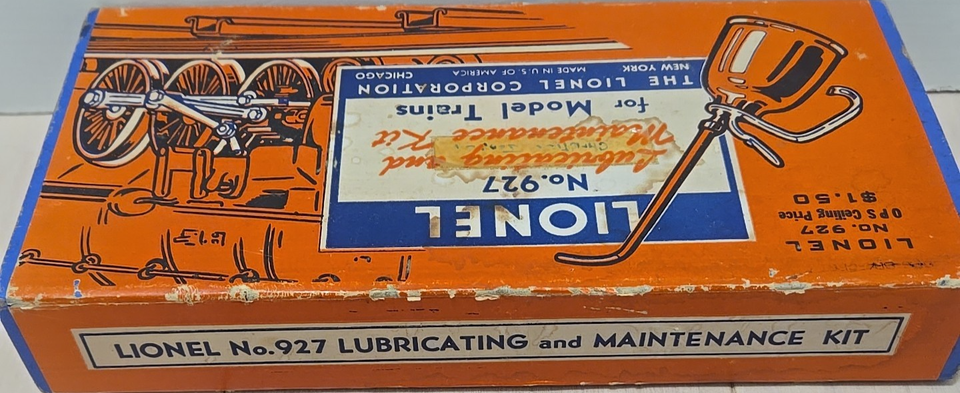 LIONEL
No. 927
Lubricating and
Maintenance Kit
for Model Trains
THE LIONEL CORPORATION
NEW YORK MADE IN U.S. OF AMERICA CHICAGO
LIONEL
No. 927
OPS Ceiling Price
$1.50
LIONEL No.927 LUBRICATING and MAINTENANCE KIT